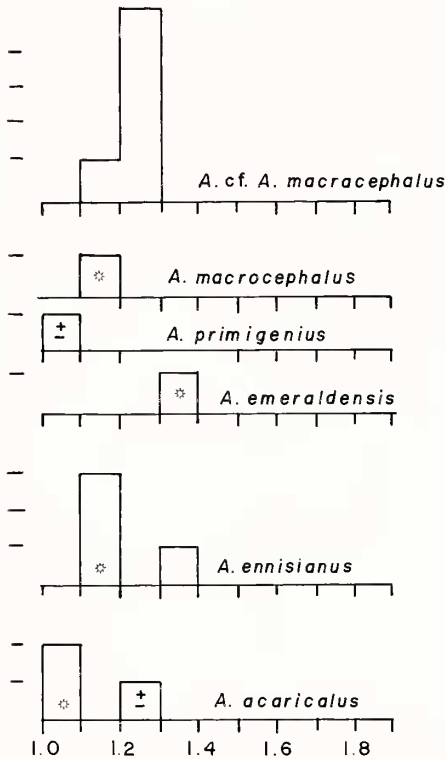 A. cf. A. macracephalus
A. macrocephalus
±
A. primigenius
A. emeraldensis
A. ennisianus
±
A. acaricalus
1.0 1.2 1.4 1.6 1.8